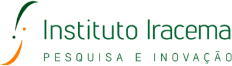 Instituto Iracema
PESQUISA E INOVAÇÃO